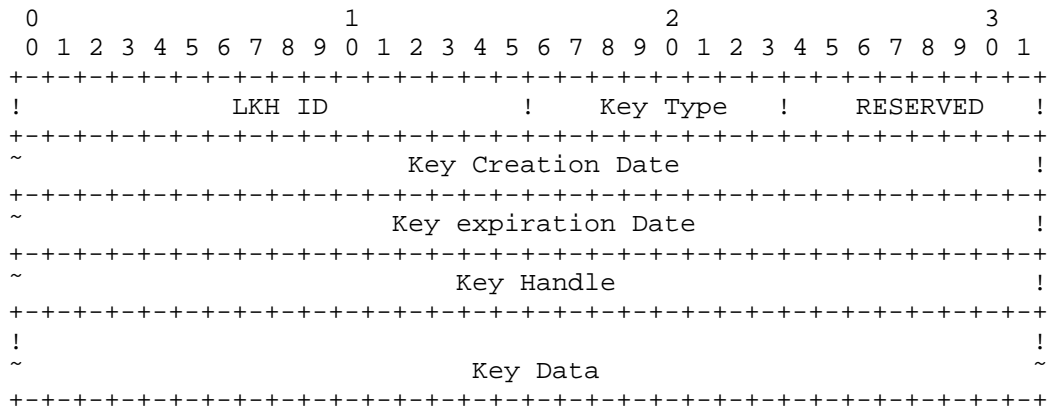 0                   1                   2                   3
 0 1 2 3 4 5 6 7 8 9 0 1 2 3 4 5 6 7 8 9 0 1 2 3 4 5 6 7 8 9 0 1
+-+-+-+-+-+-+-+-+-+-+-+-+-+-+-+-+-+-+-+-+-+-+-+-+-+-+-+-+-+-+-+-+
!             LKH ID            !    Key Type   !    RESERVED   !
+-+-+-+-+-+-+-+-+-+-+-+-+-+-+-+-+-+-+-+-+-+-+-+-+-+-+-+-+-+-+-+-+
~                        Key Creation Date                      !
+-+-+-+-+-+-+-+-+-+-+-+-+-+-+-+-+-+-+-+-+-+-+-+-+-+-+-+-+-+-+-+-+
~                       Key expiration Date                     !
+-+-+-+-+-+-+-+-+-+-+-+-+-+-+-+-+-+-+-+-+-+-+-+-+-+-+-+-+-+-+-+-+
~                           Key Handle                          !
+-+-+-+-+-+-+-+-+-+-+-+-+-+-+-+-+-+-+-+-+-+-+-+-+-+-+-+-+-+-+-+-+
!                                                               !
~                            Key Data                           ~
+-+-+-+-+-+-+-+-+-+-+-+-+-+-+-+-+-+-+-+-+-+-+-+-+-+-+-+-+-+-+-+-+